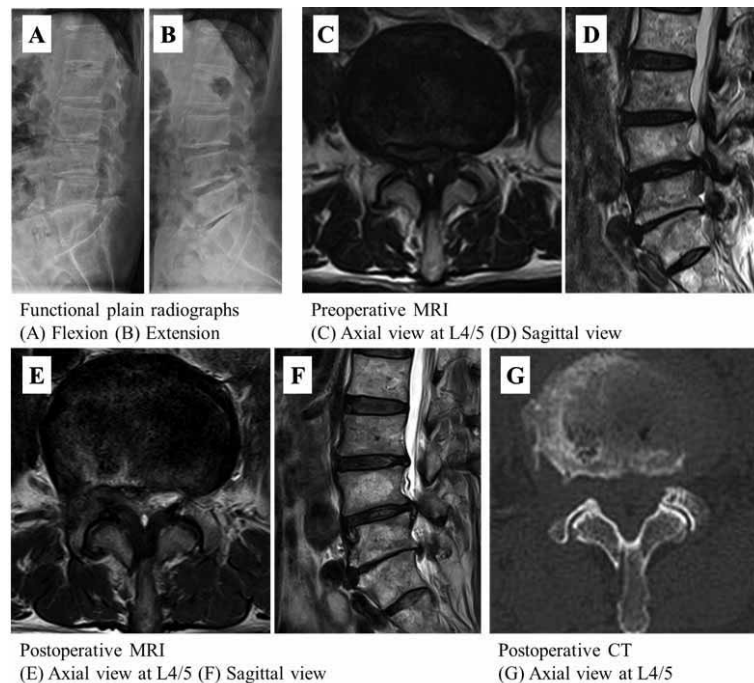 A
B
C
D
Functional plain radiographs
(A) Flexion (B) Extension
Preoperative MRI
(C) Axial view at L4/5 (D) Sagittal view
E
F
G
Postoperative MRI
(E) Axial view at L4/5 (F) Sagittal view
Postoperative CT
(G) Axial view at L4/5